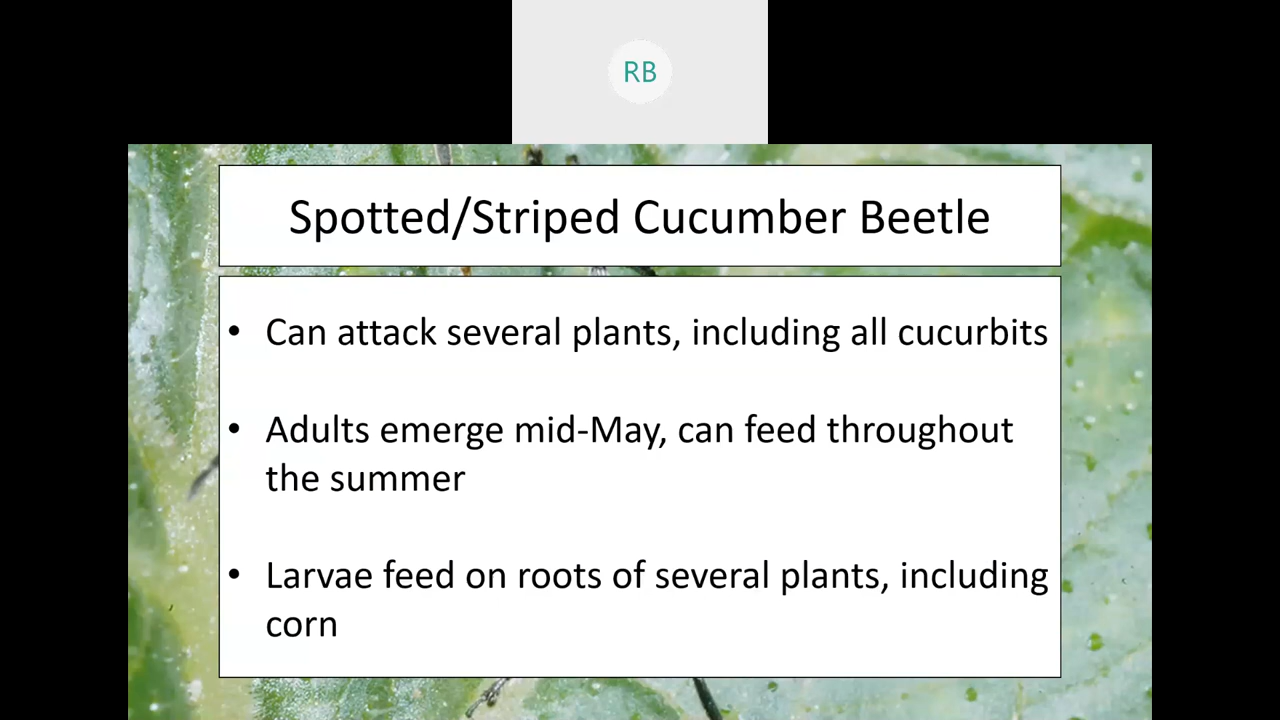 RB
Spotted/Striped Cucumber Beetle
• Can attack several plants, including all cucurbits
• Adults emerge mid-May, can feed throughout
the summer
• Larvae feed on roots of several plants, including
corn